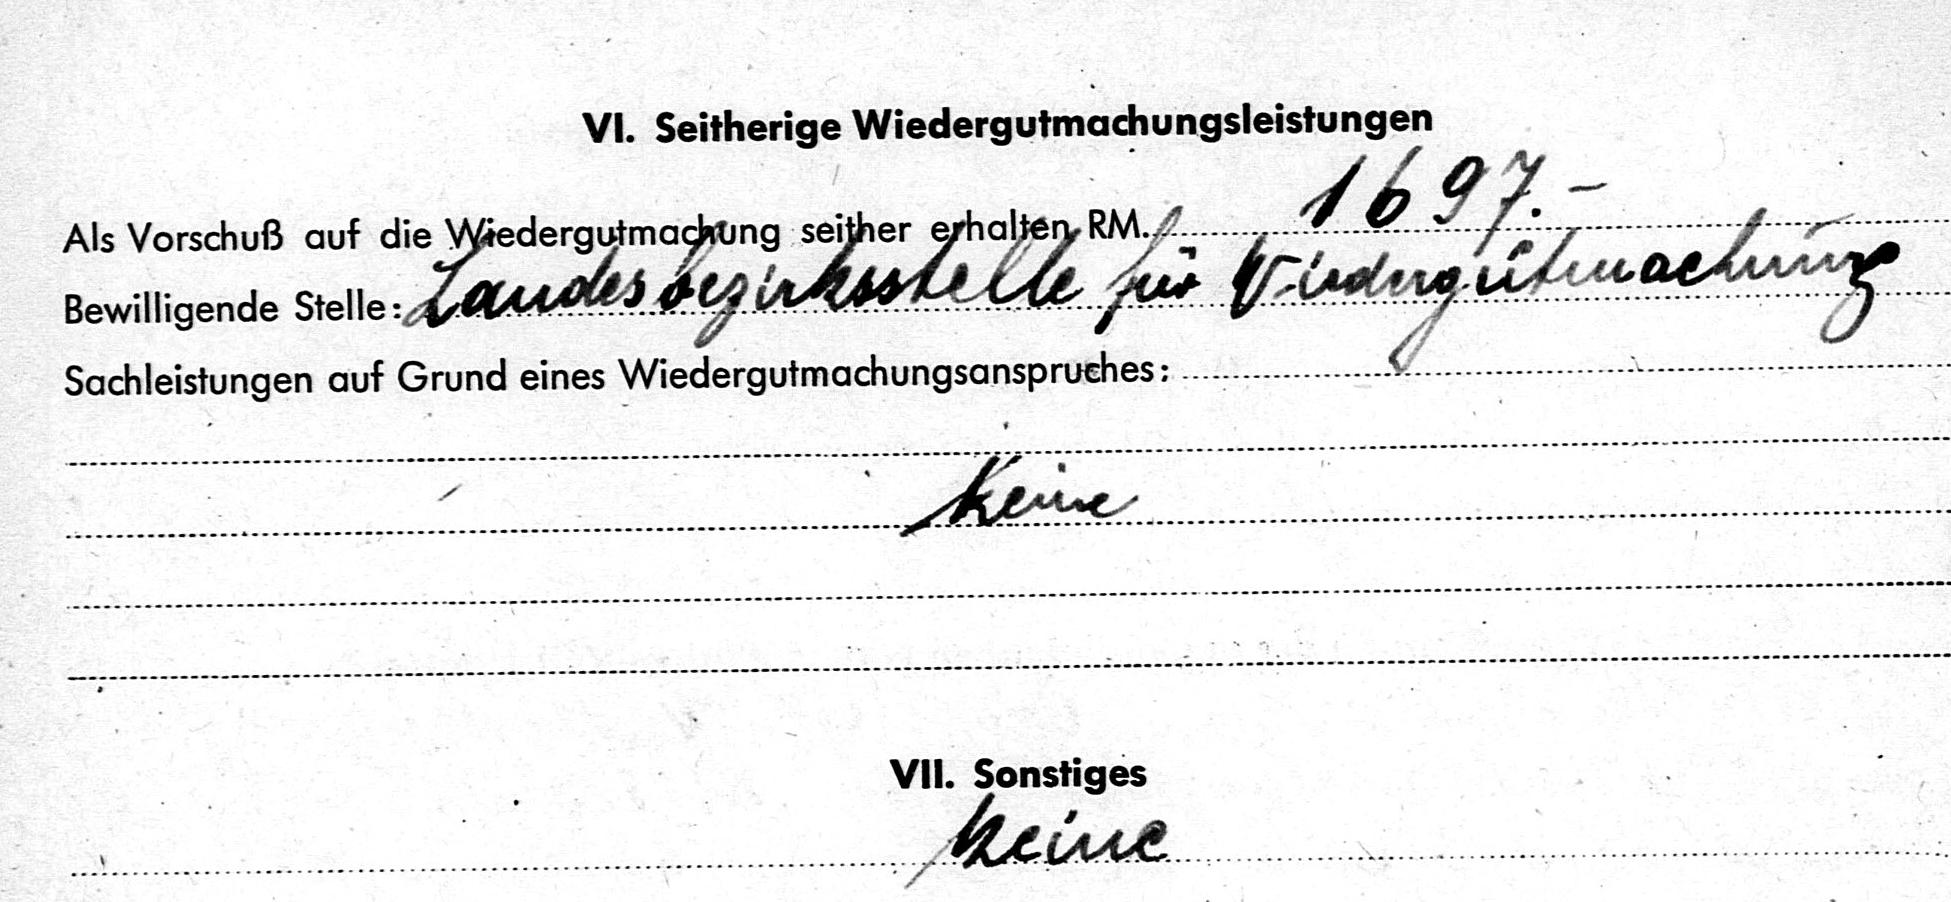 VI. Seitherige Wiedergutmachungsleistungen
Als Vorschuß auf die Wiedergutmachung seither erhalten RM. 1697.-
Bewilligende Stelle: Landesbezirksstelle für Wiedergutmachung
Sachleistungen auf Grund eines Wiedergutmachungsanspruches:
keine
VII. Sonstiges
keine